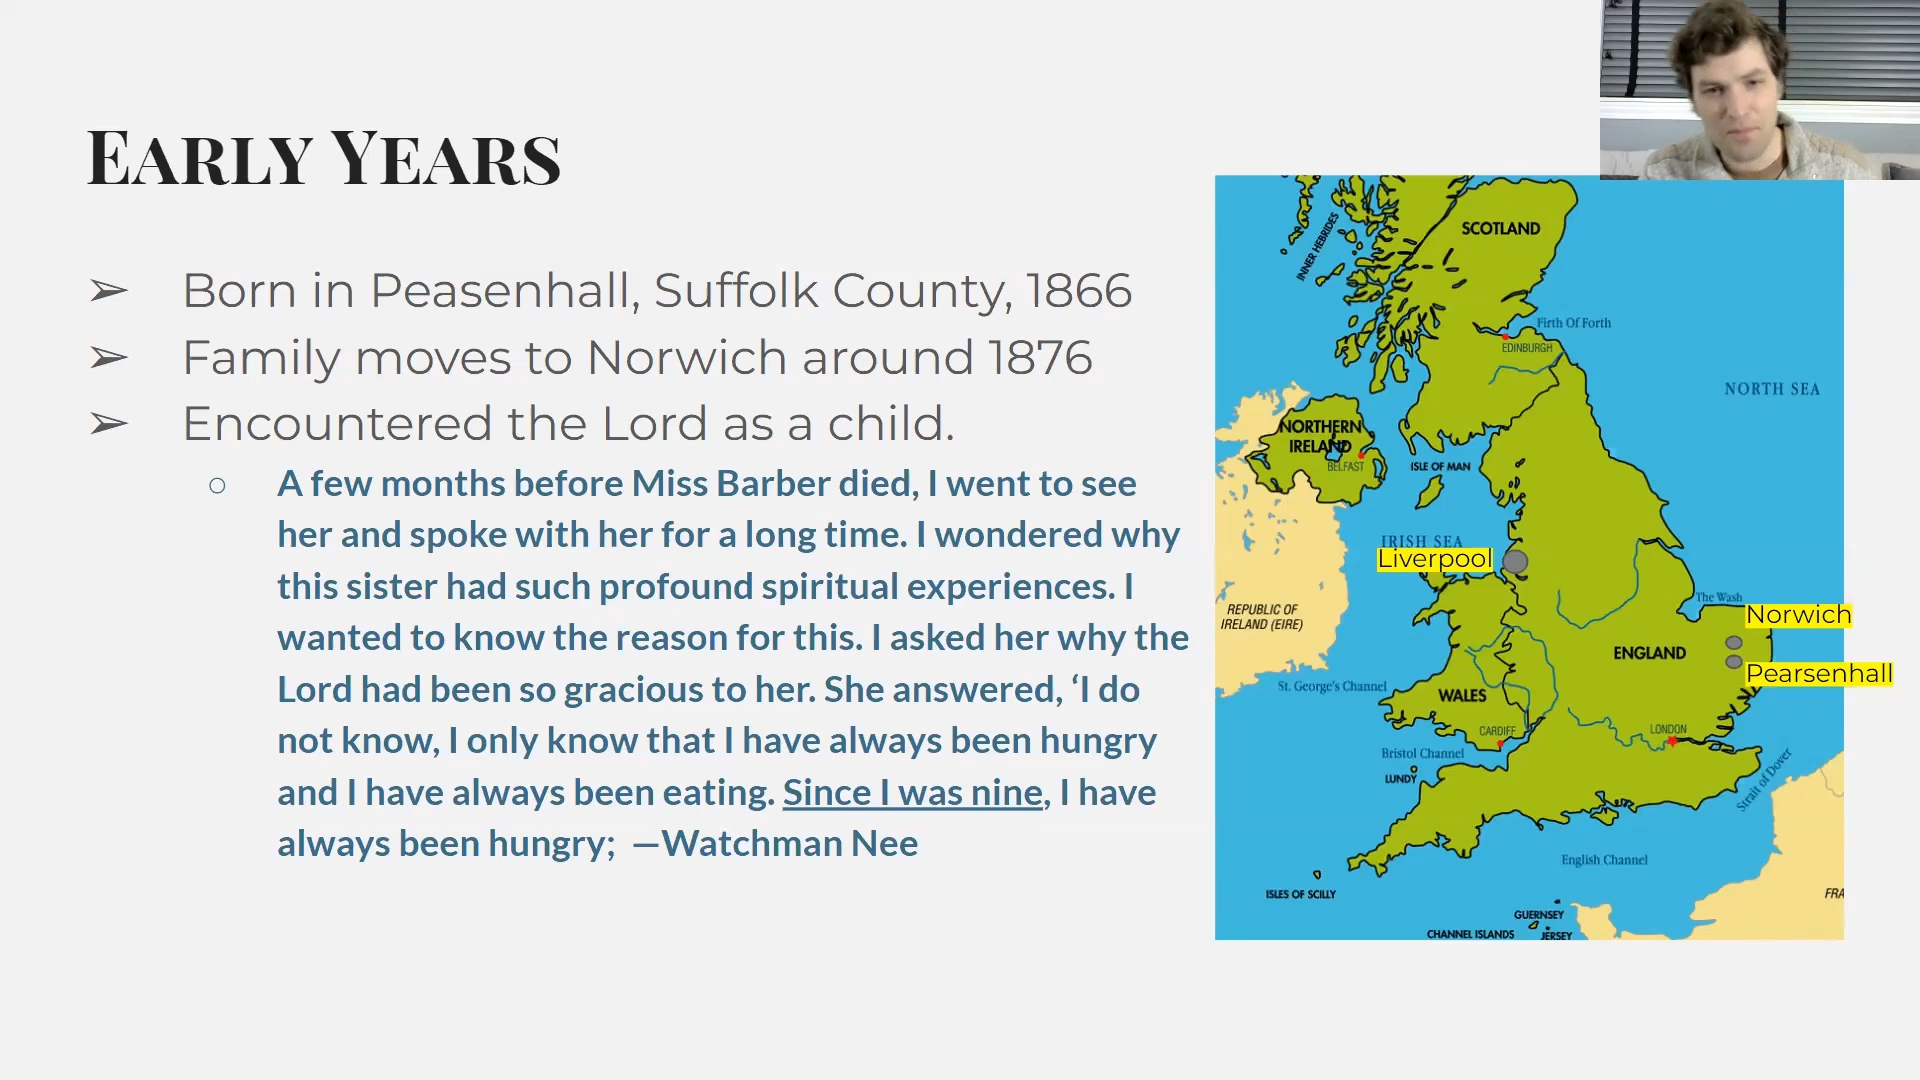 EARLY YEARS
➢ Born in Peasenhall, Suffolk County, 1866
➢ Family moves to Norwich around 1876
➢ Encountered the Lord as a child.
○ A few months before Miss Barber died, I went to see
her and spoke with her for a long time. I wondered why
this sister had such profound spiritual experiences. I
wanted to know the reason for this. I asked her why the
Lord had been so gracious to her. She answered, ‘I do
not know, I only know that I have always been hungry
and I have always been eating. Since I was nine, I have
always been hungry; —Watchman Nee
SCOTLAND
INNER HEBRIDES
Firth Of Forth
EDINBURGH
NORTH SEA
NORTHERN
IRELAND
BELFAST
ISLE OF MAN
IRISH SEA
Liverpool
The Wash
REPUBLIC OF
IRELAND (EIRE)
Norwich
ENGLAND
Pearsenhall
St. George's Channel
WALES
CARDIFF
LONDON
Bristol Channel
LUNDY
Strait of Dover
English Channel
ISLES OF SCILLY
FRA
GUERNSEY
CHANNEL ISLANDS
JERSEY